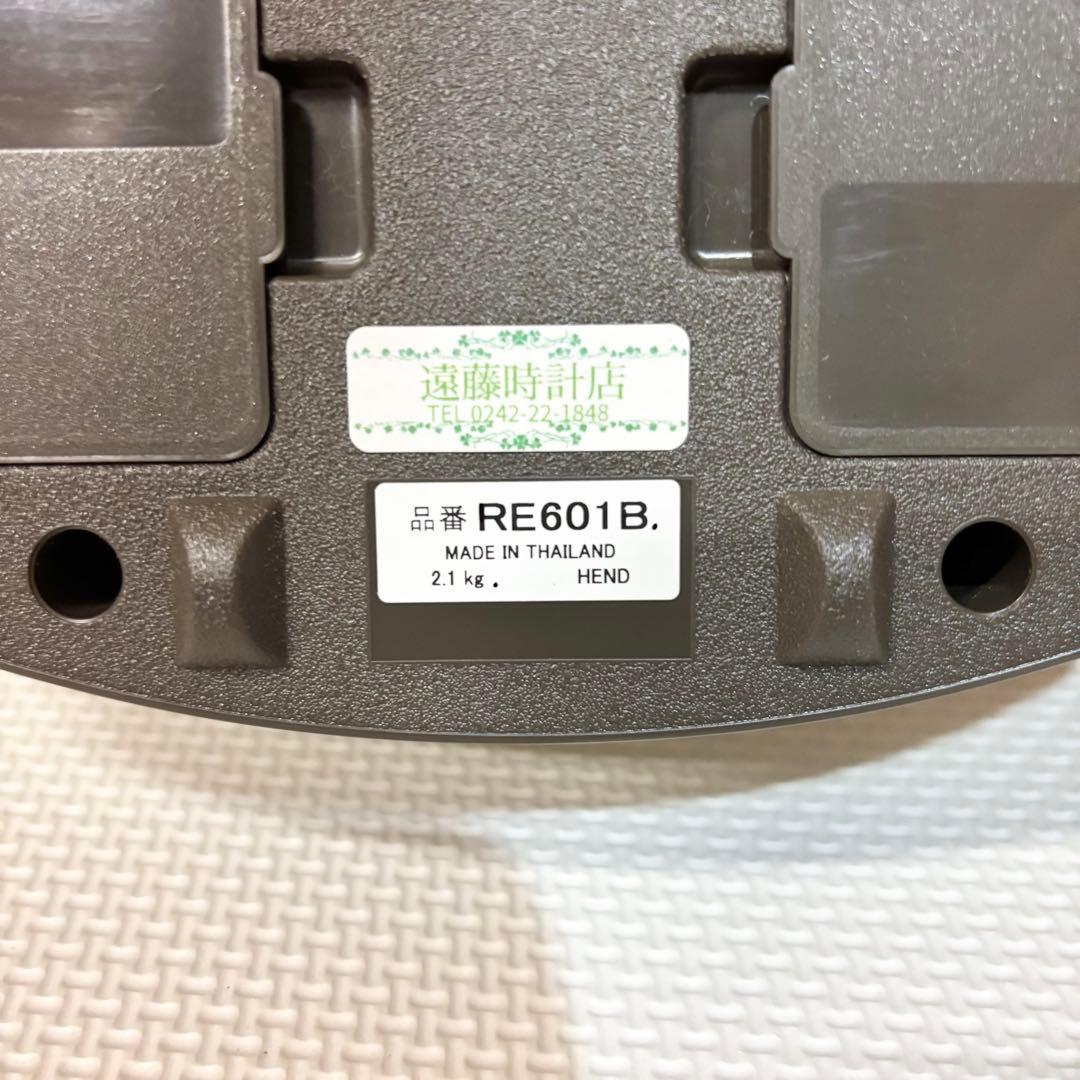 遠藤時計店
TEL 0242-22-1848
品番 RE601B.
MADE IN THAILAND
2.1 kg . HEND